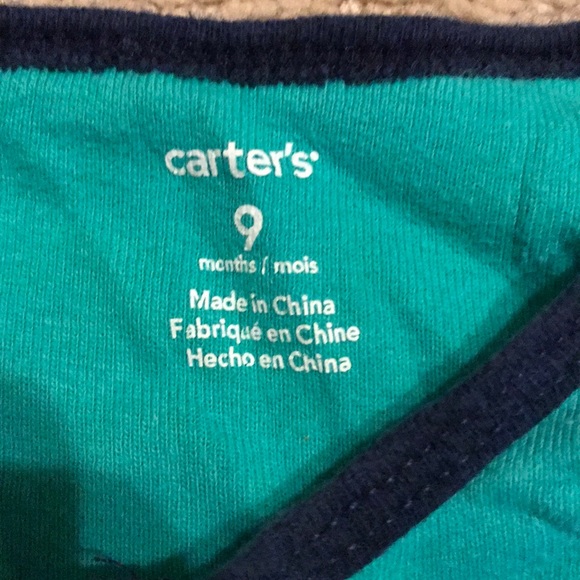 carter's
9
months / mois
Made in China
Fabriqué en Chine
Hecho en China